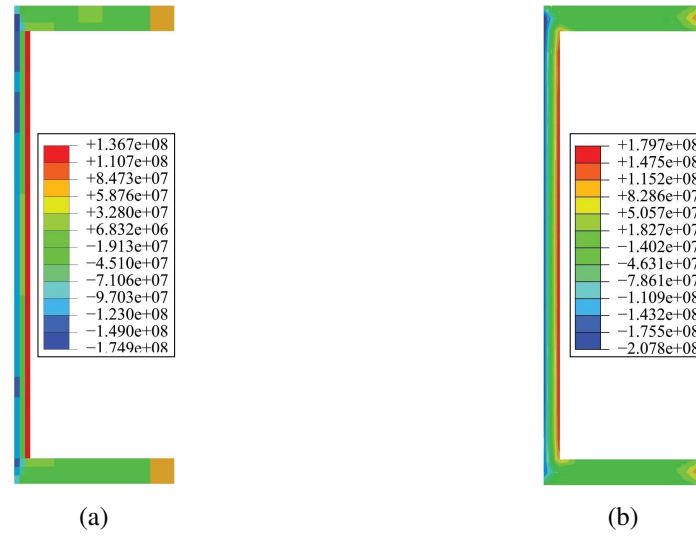 +1.367e+08
+1.107e+08
+8.473e+07
+5.876e+07
+3.280e+07
+6.832e+06
−1.913e+07
−4.510e+07
−7.106e+07
−9.703e+07
−1.230e+08
−1.490e+08
−1.749e+08
+1.797e+08
+1.475e+08
+1.152e+08
+8.286e+07
+5.057e+07
+1.827e+07
−1.402e+07
−4.631e+07
−7.861e+07
−1.109e+08
−1.432e+08
−1.755e+08
−2.078e+08
(a)
(b)